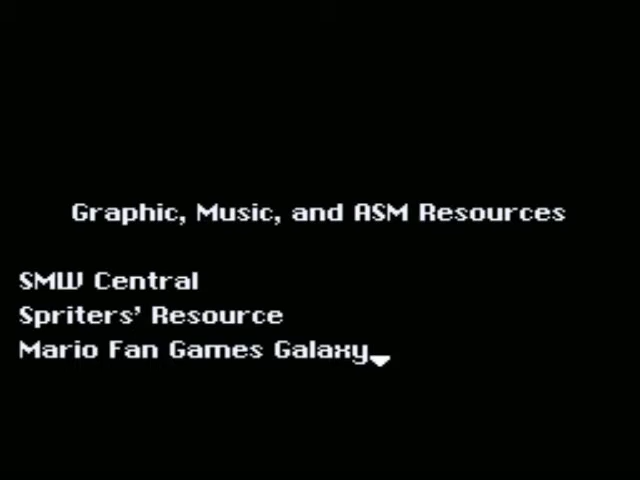 Graphic, Music, and ASM Resources
SMW Central
Spriters' Resource
Mario Fan Games Galaxy